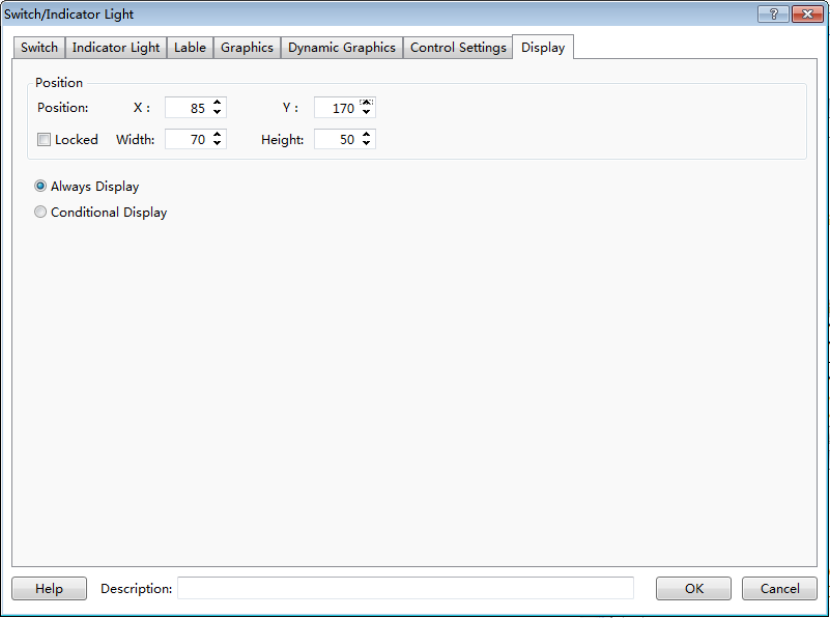 Switch/Indicator Light
Switch Indicator Light Lable Graphics Dynamic Graphics Control Settings Display
Position
Position: X : 85 Y : 170
Locked Width: 70 Height: 50
Always Display
Conditional Display
Help Description: OK Cancel